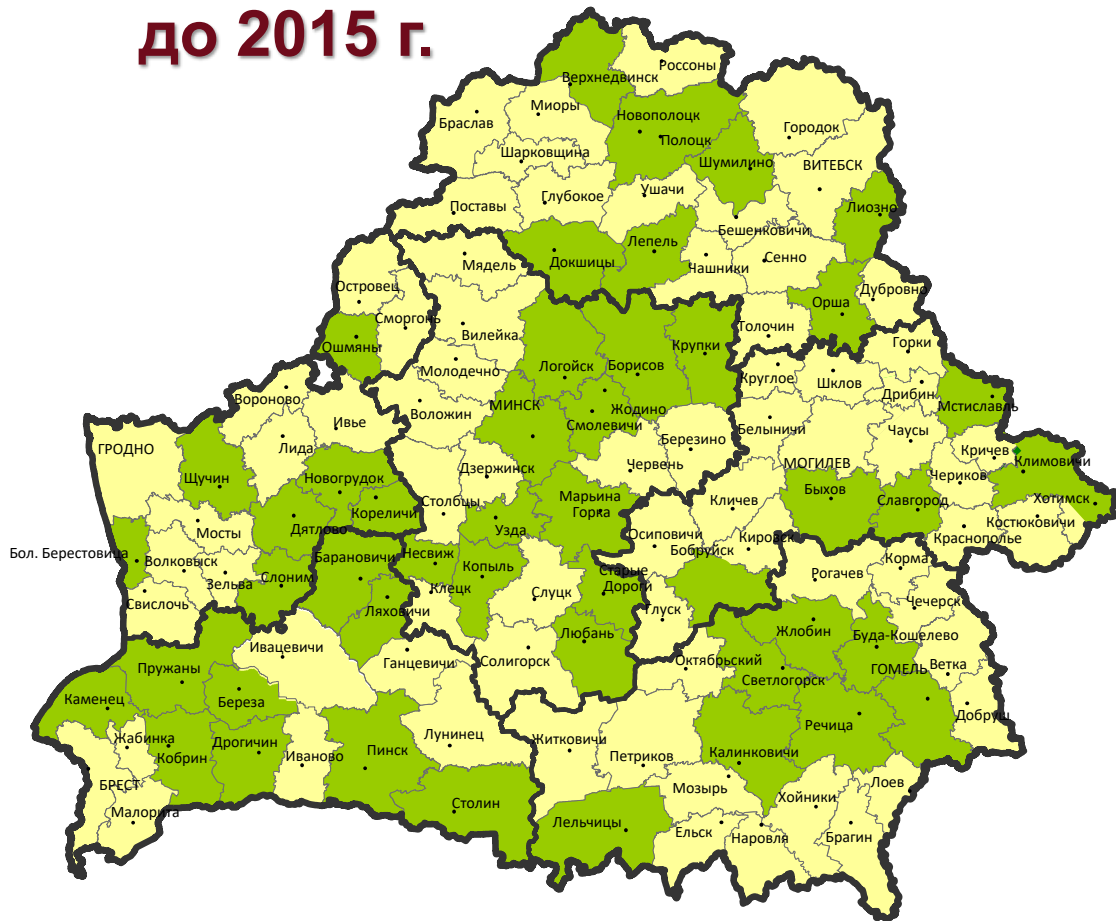 до 2015 г.
Россоны
Верхнедвинск
Миоры
Браслав
Новополоцк
Полоцк
Городок
Шарковщина
Шумилино
ВИТЕБСК
Ушачи
Глубокое
Поставы
Лиозно
Бешенковичи
Лепель
Докшицы
Чашники
Сенно
Мядель
Островец
Дубровно
Орша
Сморгонь
Толочин
Вилейка
Ошмяны
Крупки
Горки
Логойск
Борисов
Молодечно
Круглое
Шклов
Дрибин
Вороново
Воложин
МИНСК
Жодино
Смолевичи
Мстиславль
Ивье
Белыничи
Чаусы
Березино
ГРОДНО
Лида
Кричев
Климовичи
Дзержинск
Червень
МОГИЛЕВ
Чериков
Щучин
Новогрудок
Столбцы
Марьина
Горка
Кличев
Быхов
Славгород
Хотимск
Кореличи
Узда
Дятлово
Мосты
Костюковичи
Осиповичи
Кировск
Краснополье
Бол. Берестовица
Барановичи
Несвиж
Бобруйск
Волковыск
Копыль
Старые
Дороги
Рогачев
Корма
Зельва
Слоним
Клецк
Слуцк
Свислочь
Ляховичи
Глуск
Чечерск
Любань
Жлобин
Буда-Кошелево
Ивацевичи
Ганцевичи
Солигорск
Октябрьский
Светлогорск
ГОМЕЛЬ
Ветка
Пружаны
Каменец
Береза
Добруш
Речица
Лунинец
Жабинка
Дрогичин
Кобрин
Иваново
Пинск
Житковичи
Петриков
Калинковичи
БРЕСТ
Мозырь
Лоев
Хойники
Столин
Малорита
Лельчицы
Ельск
Наровля
Брагин